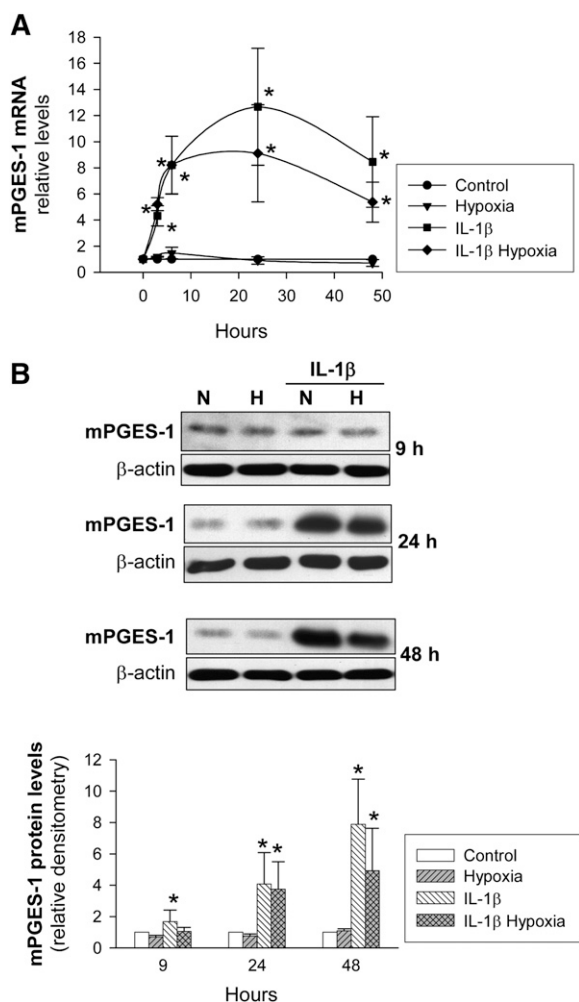 A
mPGES-1 mRNA
relative levels
18
16
14
12
10
8
6
4
2
0
* * * * * * * *
0 10 20 30 40 50
Hours
Control
Hypoxia
IL-1β
IL-1β Hypoxia
B
IL-1β
N H N H
mPGES-1
9 h
β-actin
mPGES-1
24 h
β-actin
mPGES-1
48 h
β-actin
mPGES-1 protein levels
(relative densitometry)
12
10
8
6
4
2
0
* * * * *
9 24 48
Hours
Control
Hypoxia
IL-1β
IL-1β Hypoxia